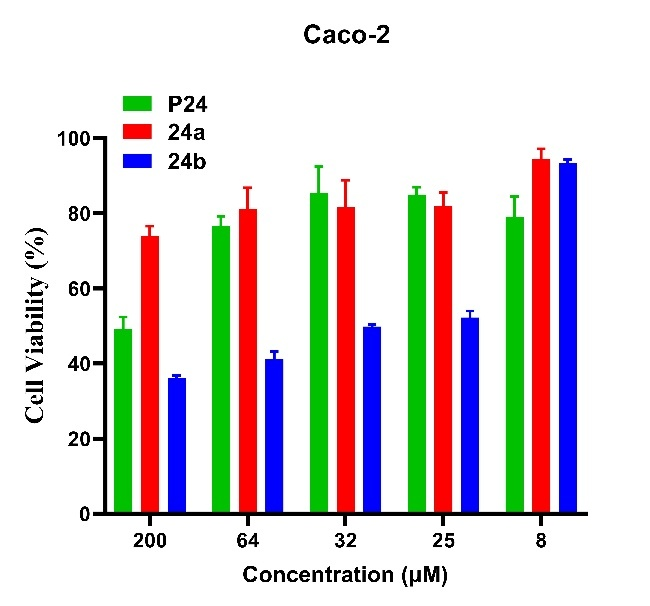 Caco-2
P24
24a
24b
100
80
60
40
20
0
Cell Viability (%)
200 64 32 25 8
Concentration (µM)